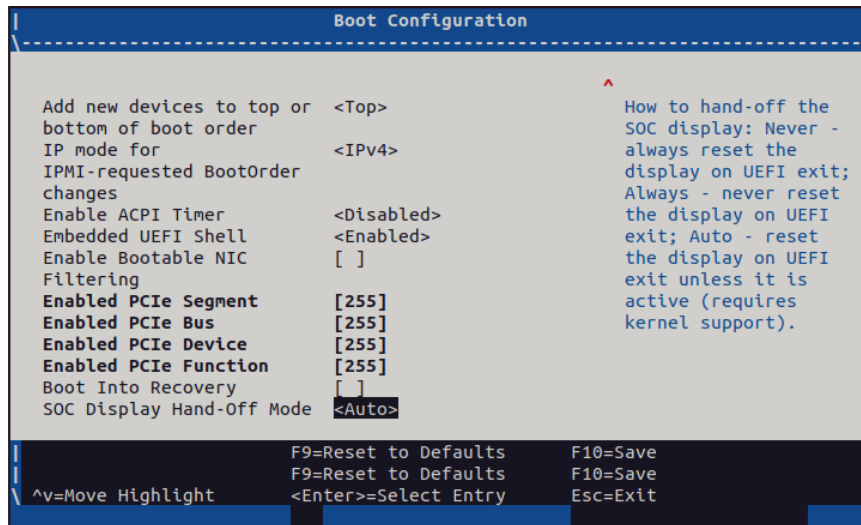 | Boot Configuration
\------------------------------------------------------------------------------
^
Add new devices to top or <Top> How to hand-off the
bottom of boot order SOC display: Never -
IP mode for <IPv4> always reset the
IPMI-requested BootOrder display on UEFI exit;
changes Always - never reset
Enable ACPI Timer <Disabled> the display on UEFI
Embedded UEFI Shell <Enabled> exit; Auto - reset
Enable Bootable NIC [ ] the display on UEFI
Filtering exit unless it is
Enabled PCIe Segment [255] active (requires
Enabled PCIe Bus [255] kernel support).
Enabled PCIe Device [255]
Enabled PCIe Function [255]
Boot Into Recovery [ ]
SOC Display Hand-Off Mode <Auto>
| F9=Reset to Defaults F10=Save
| F9=Reset to Defaults F10=Save
\ ^v=Move Highlight <Enter>=Select Entry Esc=Exit